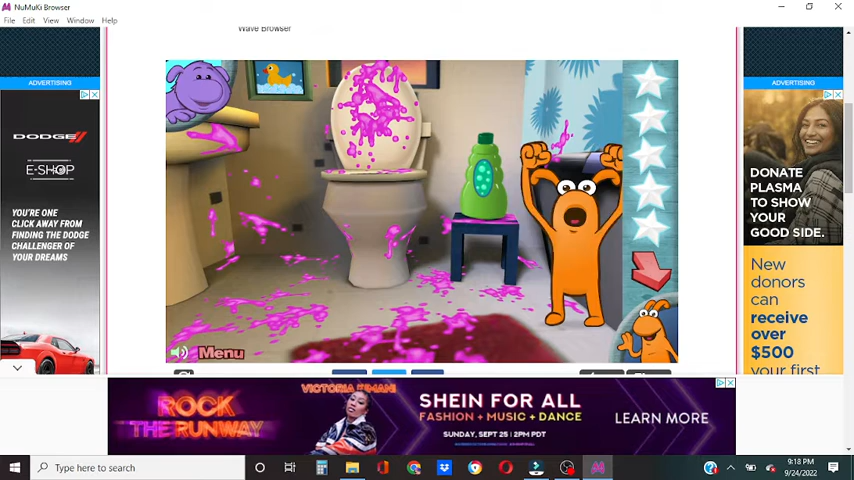 NuMuKi Browser
File Edit View Window Help
Wave Browser
ADVERTISING
DODGE
E-SHOP
YOU'RE ONE
CLICK AWAY FROM
FINDING THE DODGE
CHALLENGER OF
YOUR DREAMS
Menu
ADVERTISING
DONATE
PLASMA
TO SHOW
YOUR
GOOD SIDE.
New
donors
can
receive
over
$500
your first
ROCK
THE RUNWAY
VICTORIA
SHEIN FOR ALL
FASHION + MUSIC + DANCE
SUNDAY, SEPT 25 | 2PM PDT
LEARN MORE
Type here to search
9:18 PM
9/24/2022